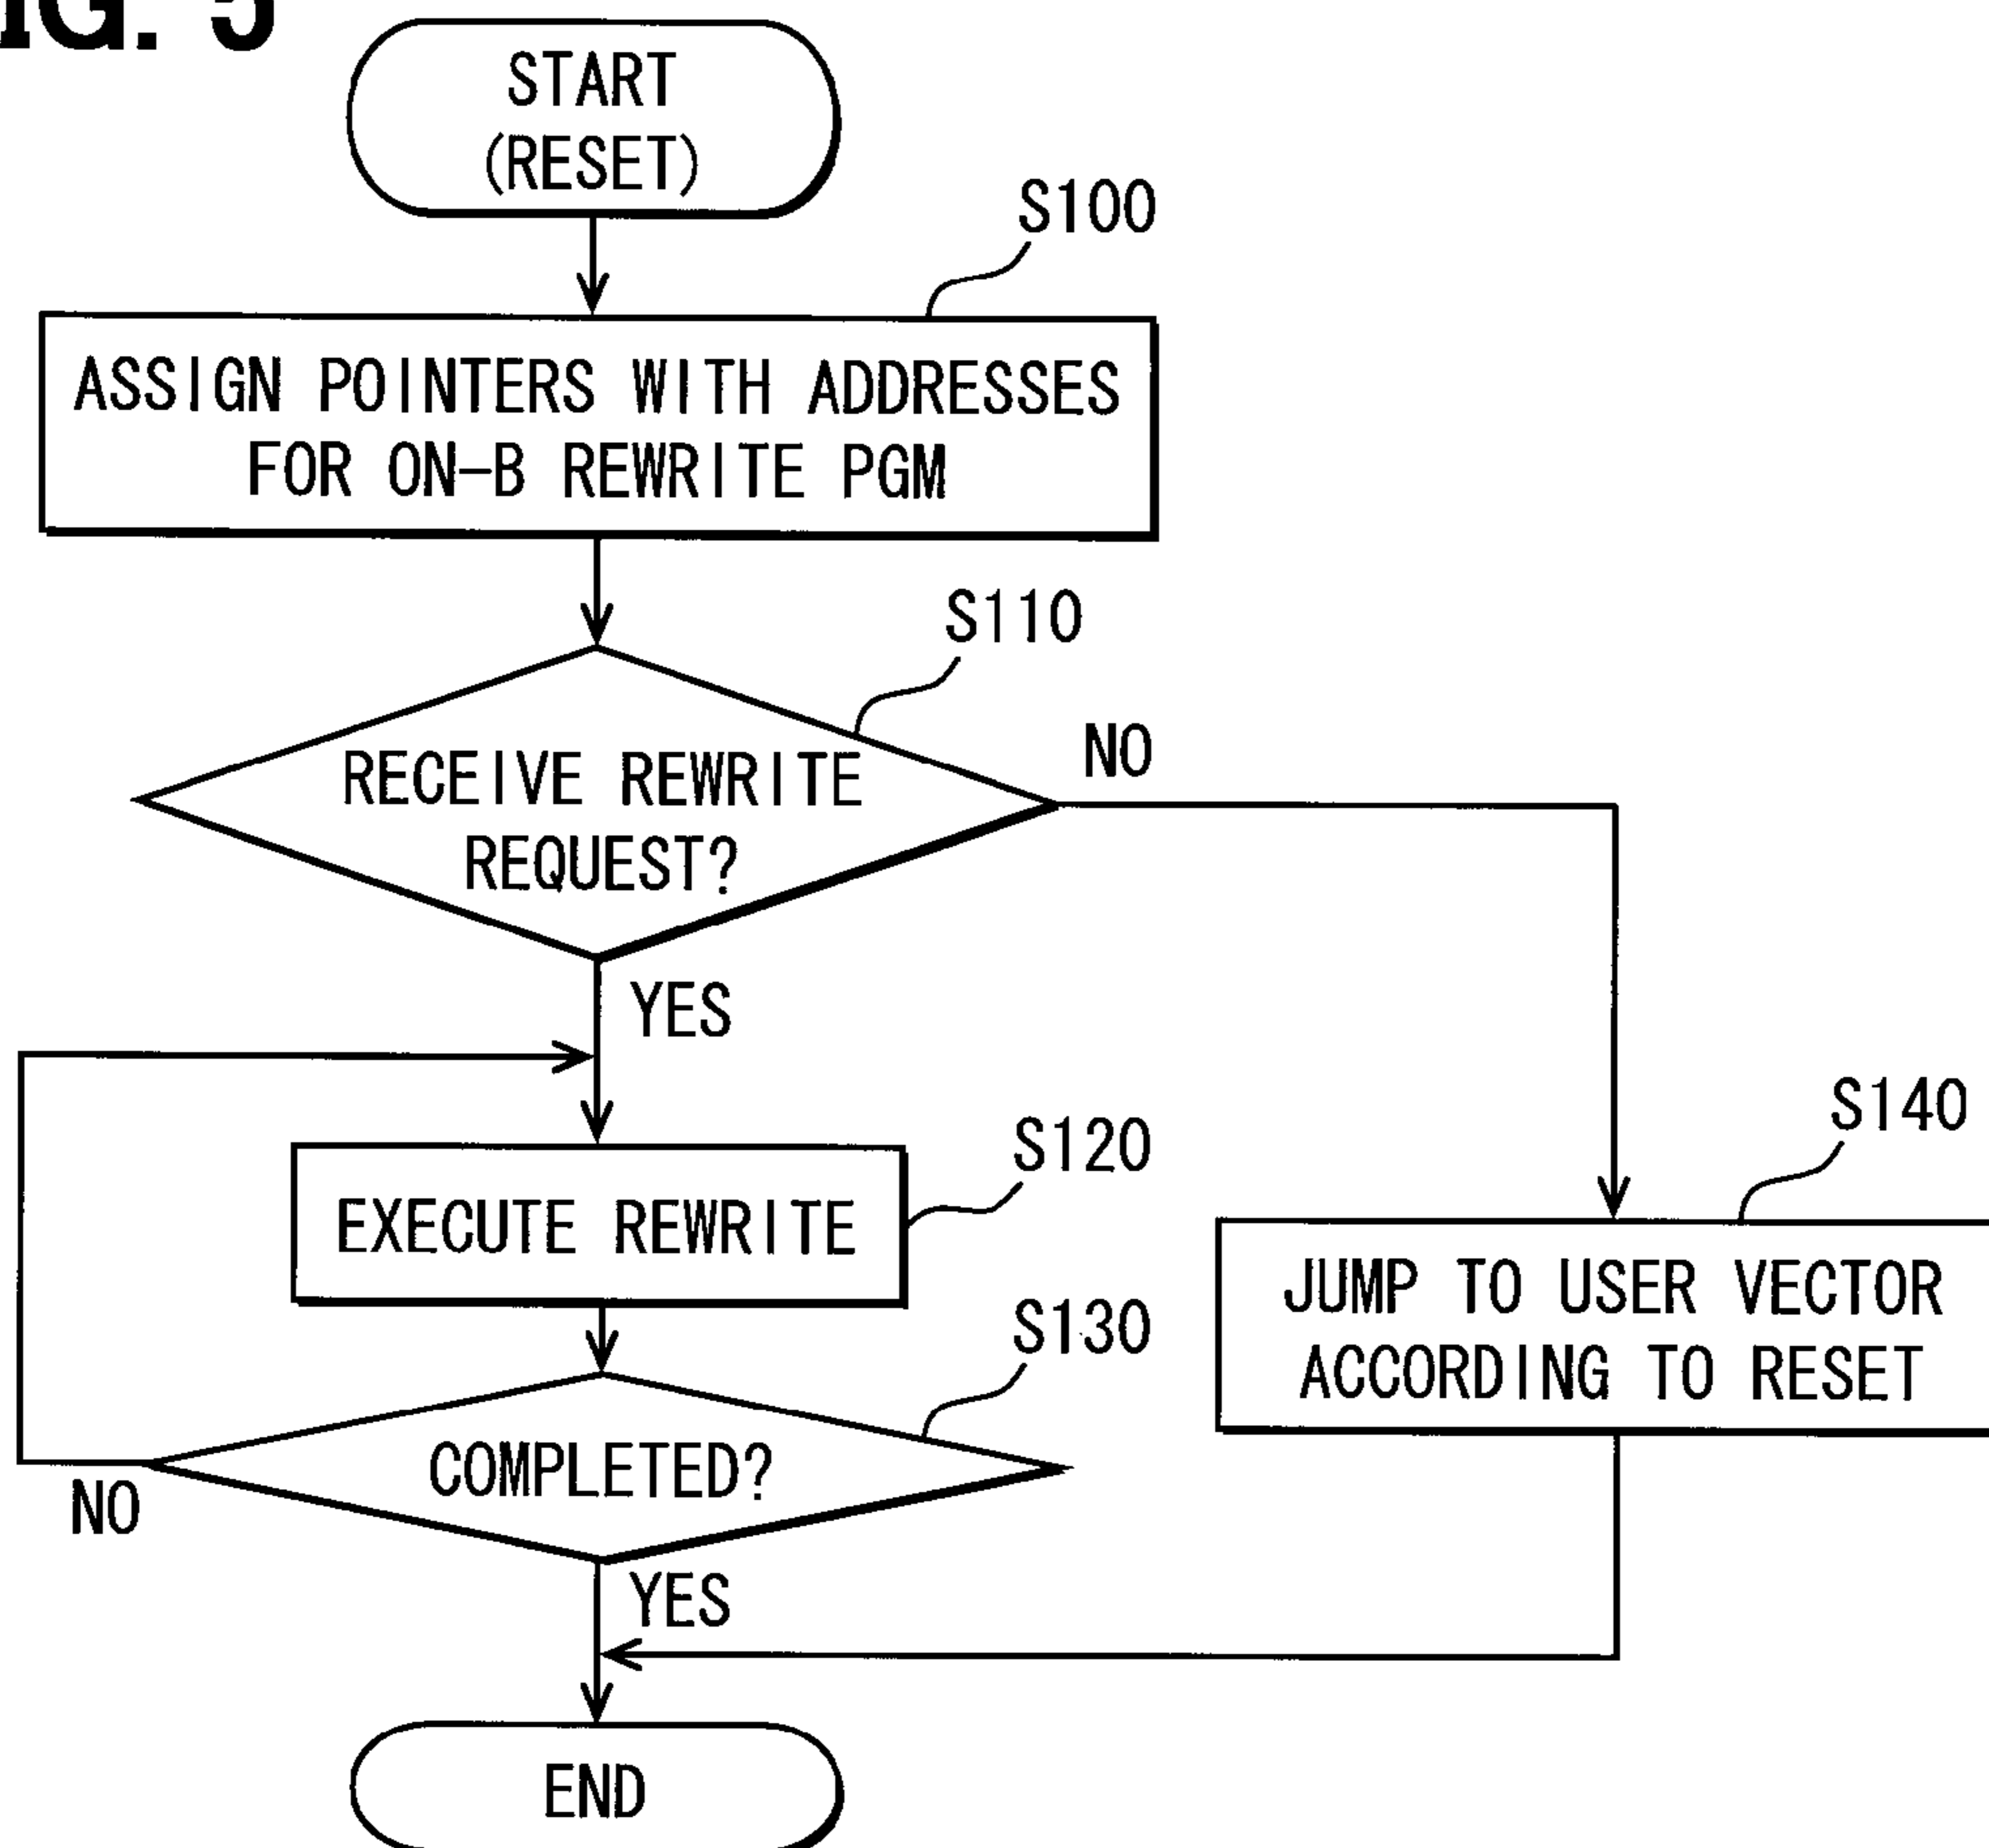 IG. 5
START
(RESET)
S100
ASSIGN POINTERS WITH ADDRESSES
FOR ON-B REWRITE PGM
S110
RECEIVE REWRITE
REQUEST?
NO
YES
S120
EXECUTE REWRITE
S140
JUMP TO USER VECTOR
ACCORDING TO RESET
S130
COMPLETED?
NO
YES
END